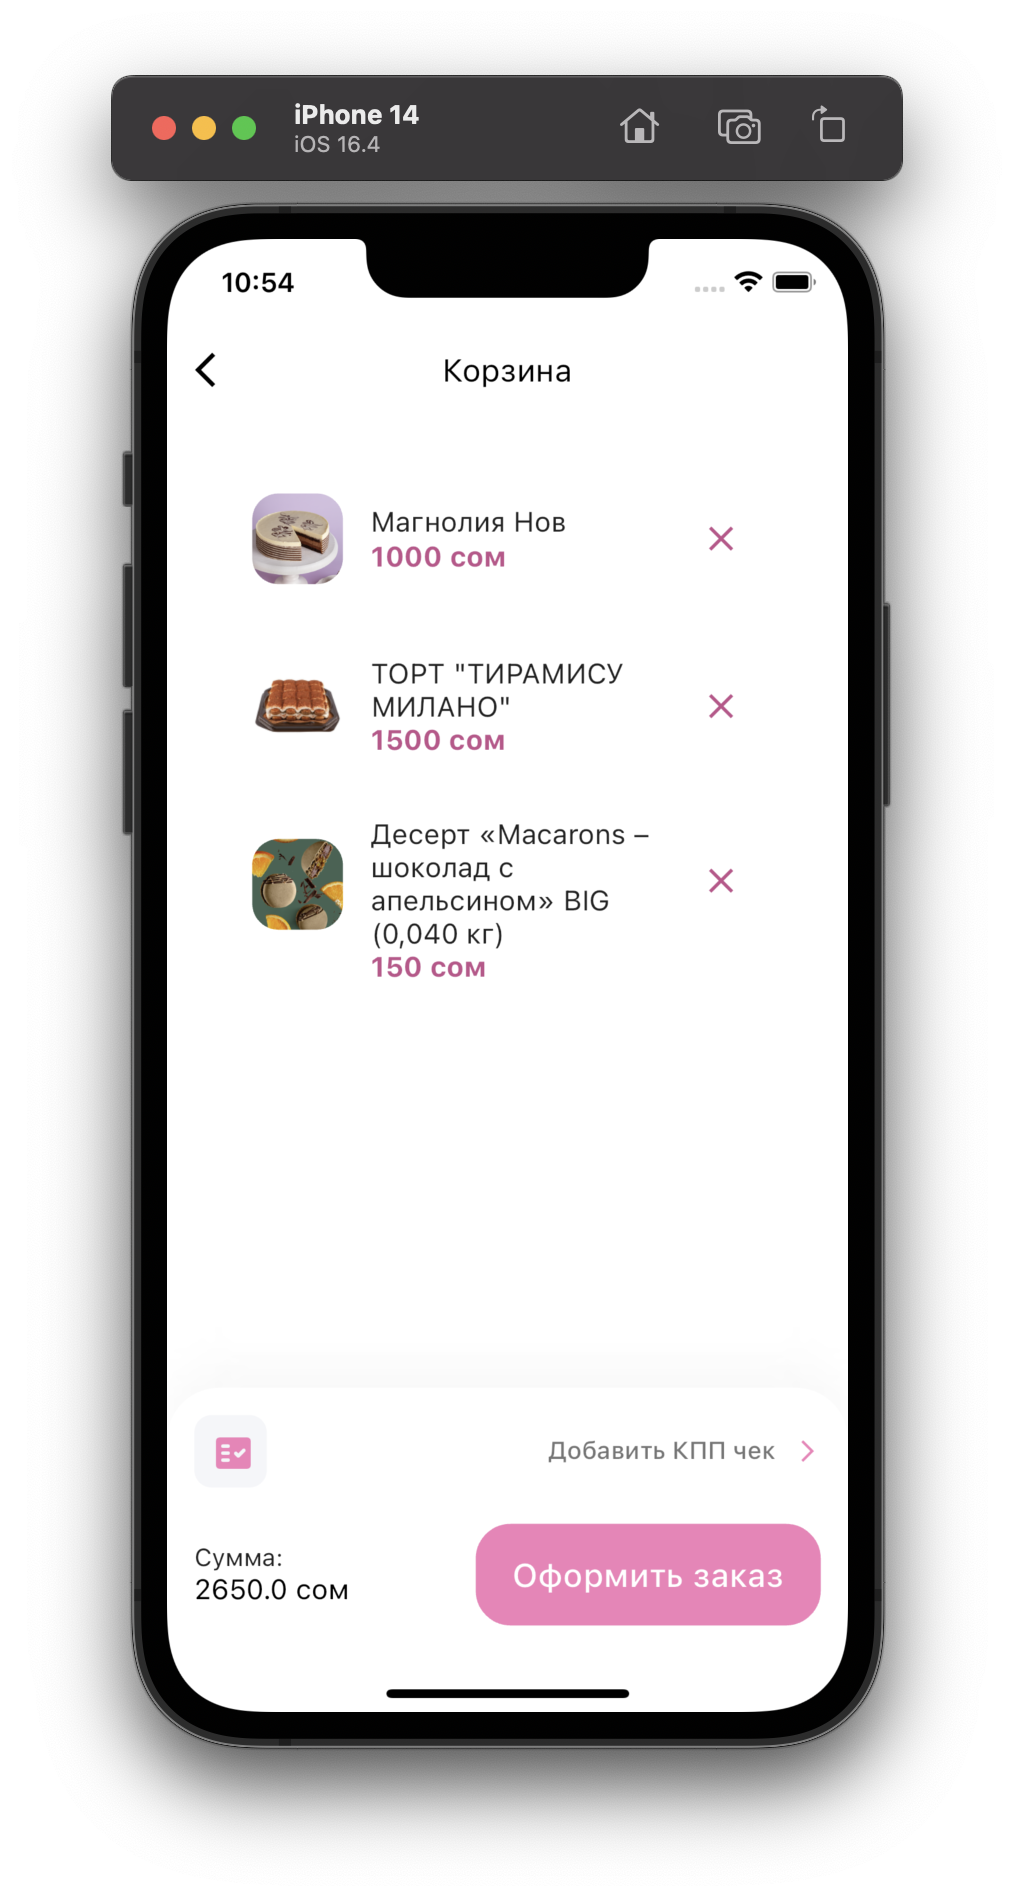 iPhone 14
iOS 16.4
10:54
Корзина
Магнолия Нов
1000 сом
ТОРТ "ТИРАМИСУ
МИЛАНО"
1500 сом
Десерт «Macarons –
шоколад с
апельсином» BIG
(0,040 кг)
150 сом
Добавить КПП чек
Сумма:
2650.0 сом
Оформить заказ